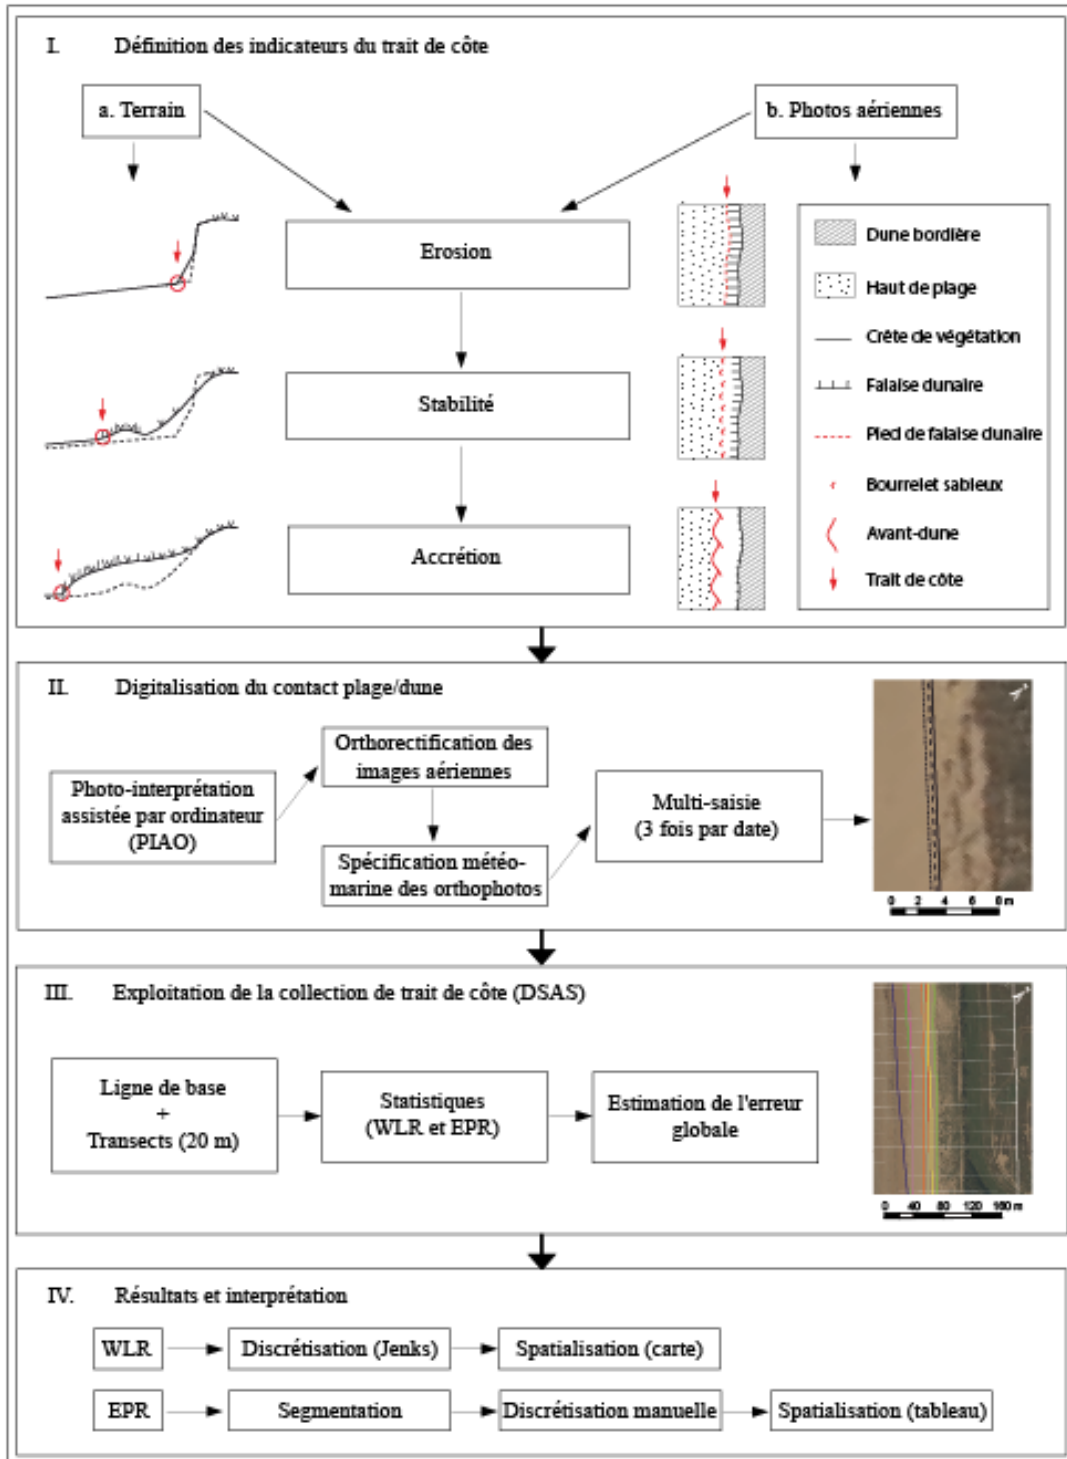 I. Définition des indicateurs du trait de côte
a. Terrain
b. Photos aériennes
Erosion
Stabilité
Accrétion
Dune bordière
Haut de plage
Crête de végétation
Falaise dunaire
Pied de falaise dunaire
Bourrelet sableux
Avant-dune
Trait de côte
II. Digitalisation du contact plage/dune
Photo-interprétation
assistée par ordinateur
(PIAO)
Orthorectification des
images aériennes
Spécification météo-
marine des orthophotos
Multi-saisie
(3 fois par date)
0 2 4 6 8 m
III. Exploitation de la collection de trait de côte (DSAS)
Ligne de base
+
Transects (20 m)
Statistiques
(WLR et EPR)
Estimation de l'erreur
globale
0 40 80 120 160 m
IV. Résultats et interprétation
WLR
Discrétisation (Jenks)
Spatialisation (carte)
EPR
Segmentation
Discrétisation manuelle
Spatialisation (tableau)